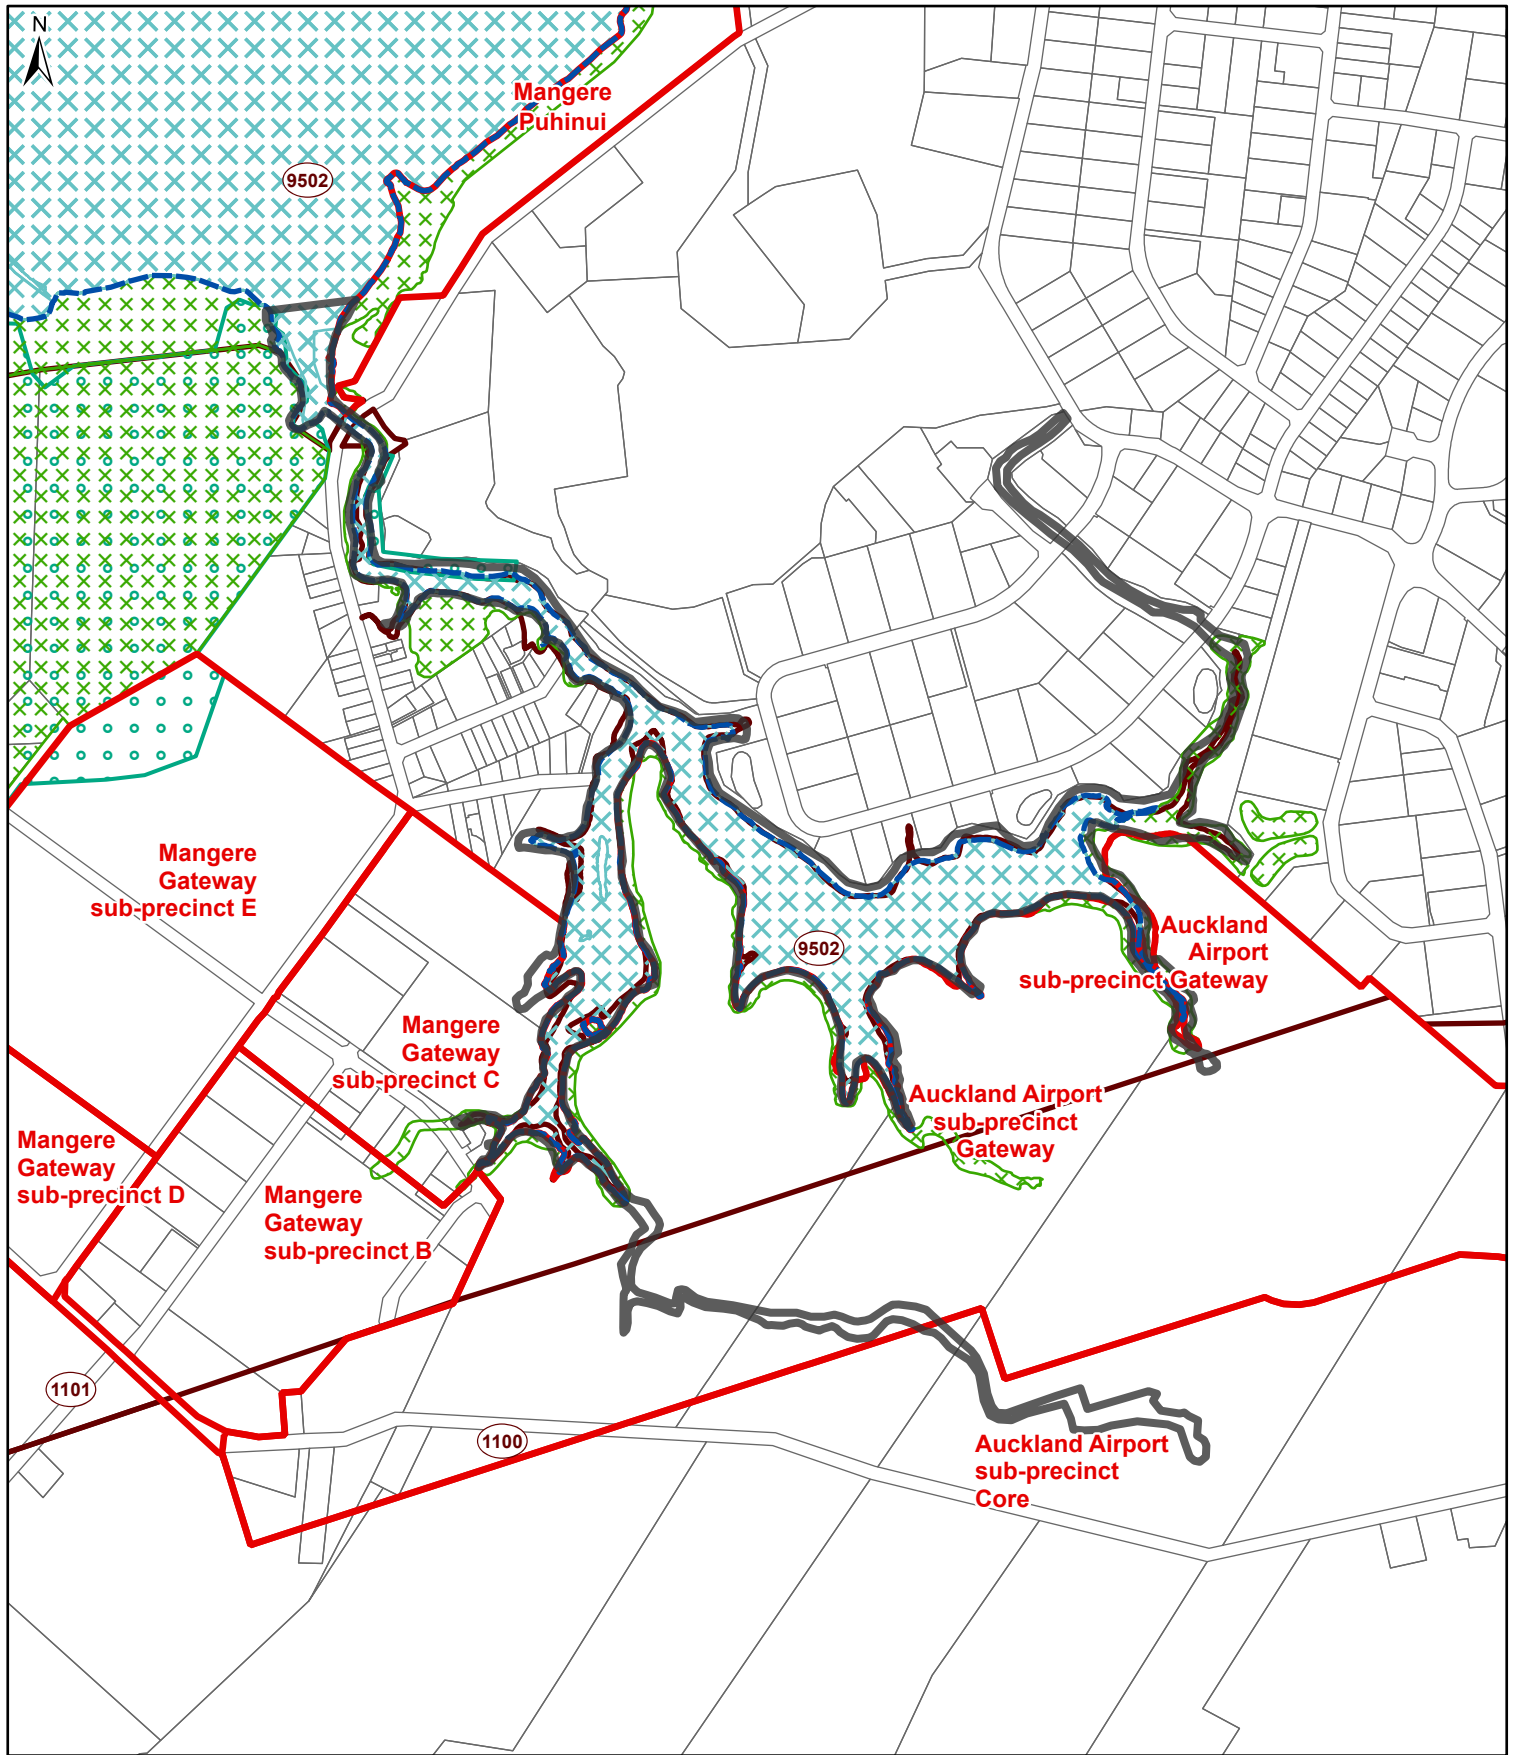 N
Mangere
Puhinui
9502
Mangere
Gateway
sub-precinct E
9502
Auckland
Airport
sub-precinct Gateway
Mangere
Gateway
sub-precinct C
Auckland Airport
sub-precinct
Gateway
Mangere
Gateway
sub-precinct D
Mangere
Gateway
sub-precinct B
1101
1100
Auckland Airport
sub-precinct
Core